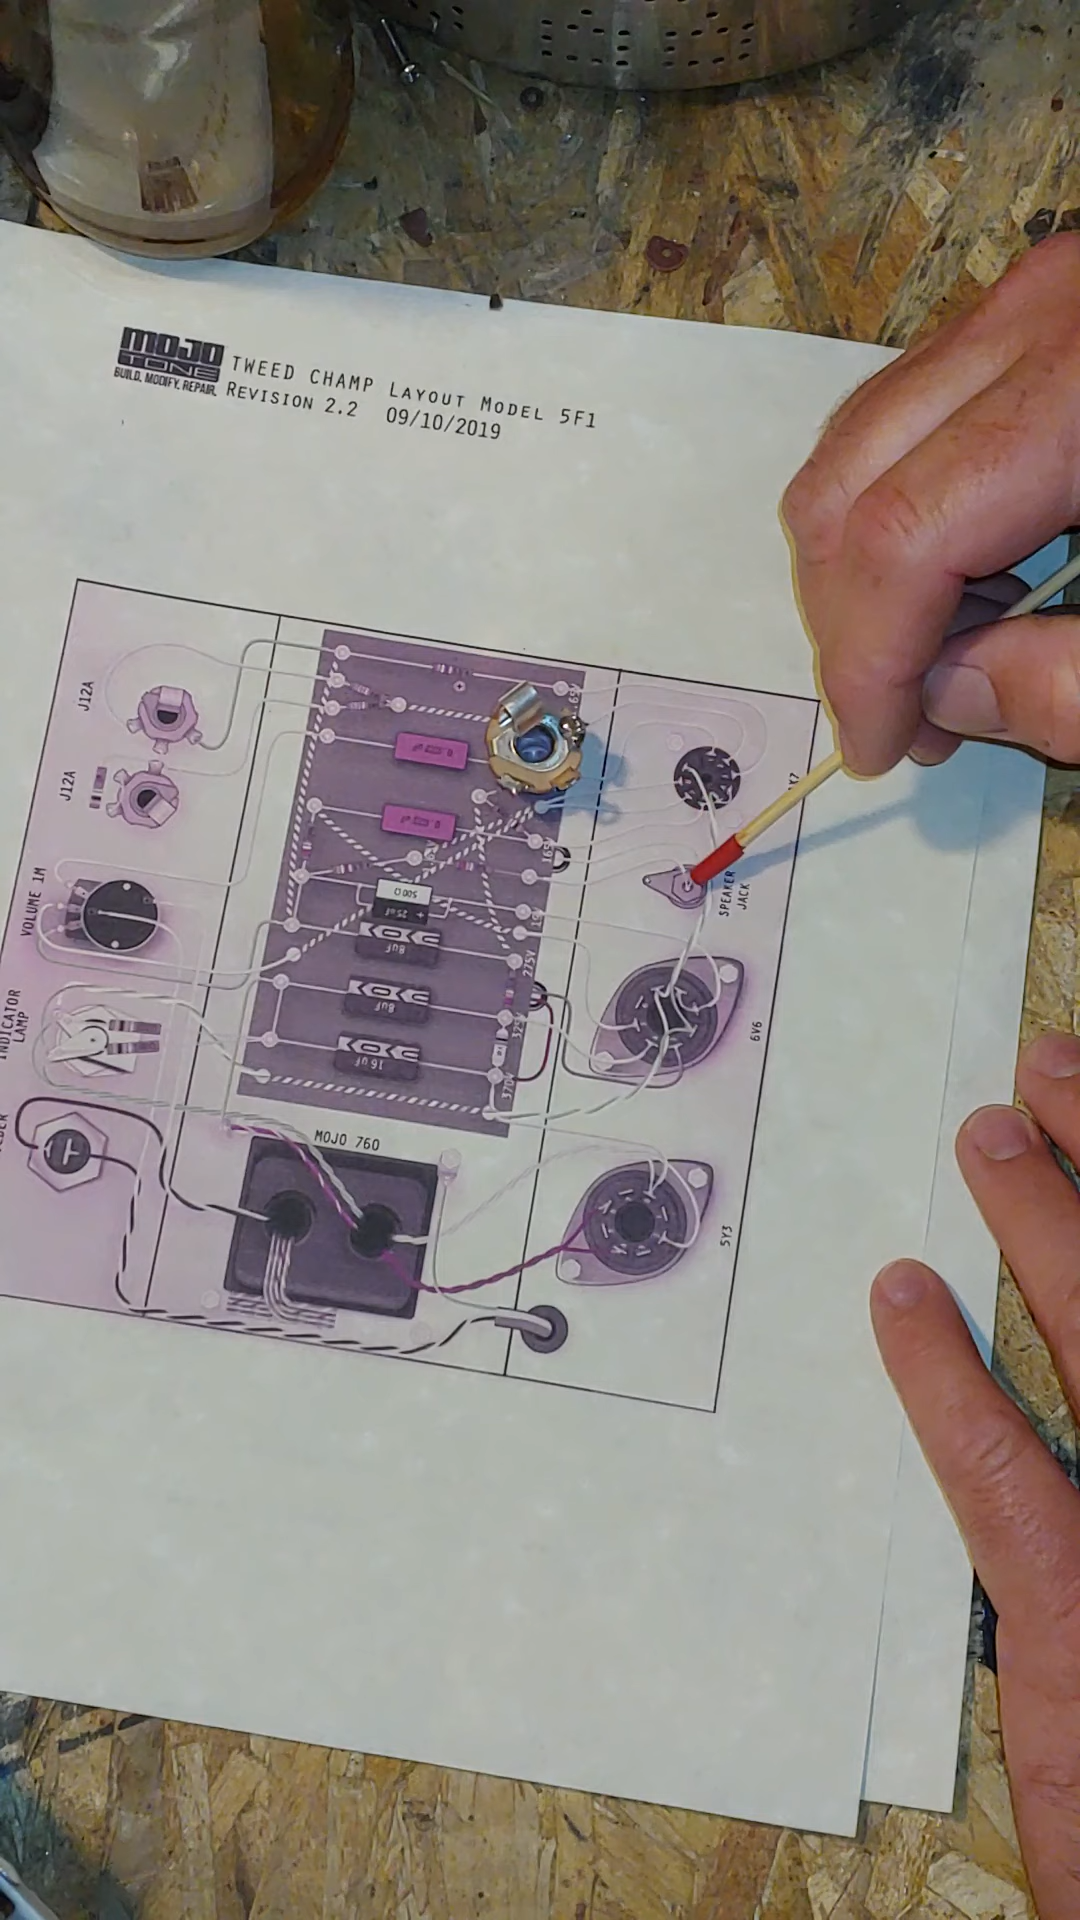 MOJO
TONE
BUILD. MODIFY. REPAIR.
TWEED CHAMP LAYOUT MODEL 5F1
REVISION 2.2 09/10/2019
J12A
J12A
VOLUME 1M
INDICATOR
LAMP
500Ω
25uF
+
8uF
8uF
16uF
165V
275V
325V
370V
SPEAKER
JACK
6V6
5Y3
MOJO 760